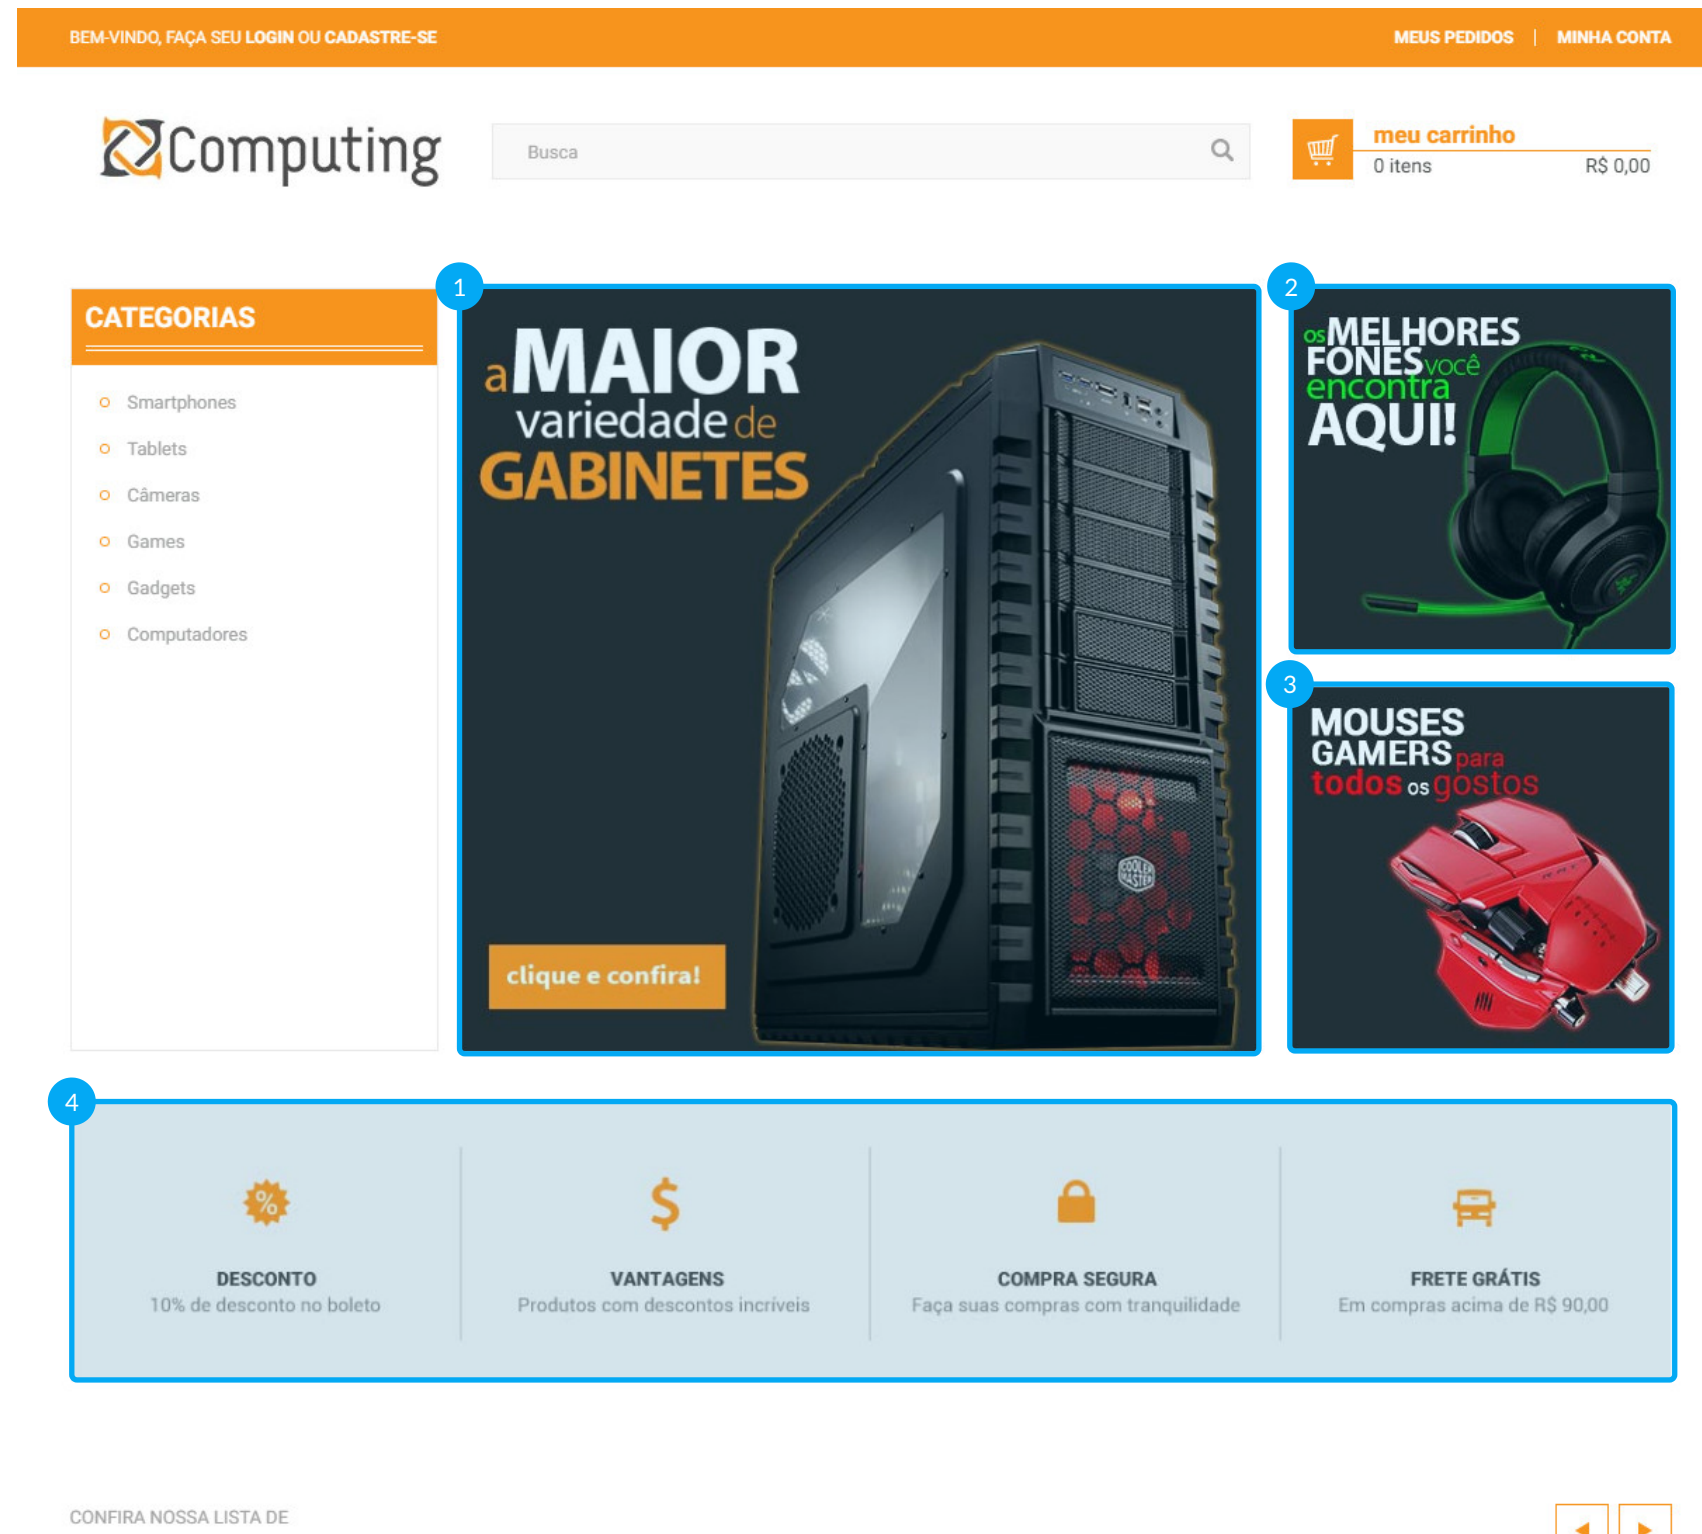 BEM-VINDO, FAÇA SEU LOGIN OU CADASTRE-SE
MEUS PEDIDOS | MINHA CONTA
Computing
Busca
meu carrinho
0 itens R$ 0,00
CATEGORIAS
Smartphones
Tablets
Câmeras
Games
Gadgets
Computadores
1
a MAIOR
variedade de
GABINETES
COOLER
MASTER
clique e confira!
2
os MELHORES
FONES você
encontra
AQUI!
3
MOUSES
GAMERS para
todos os gostos
4
%
DESCONTO
10% de desconto no boleto
$
VANTAGENS
Produtos com descontos incríveis
COMPRA SEGURA
Faça suas compras com tranquilidade
FRETE GRÁTIS
Em compras acima de R$ 90,00
CONFIRA NOSSA LISTA DE